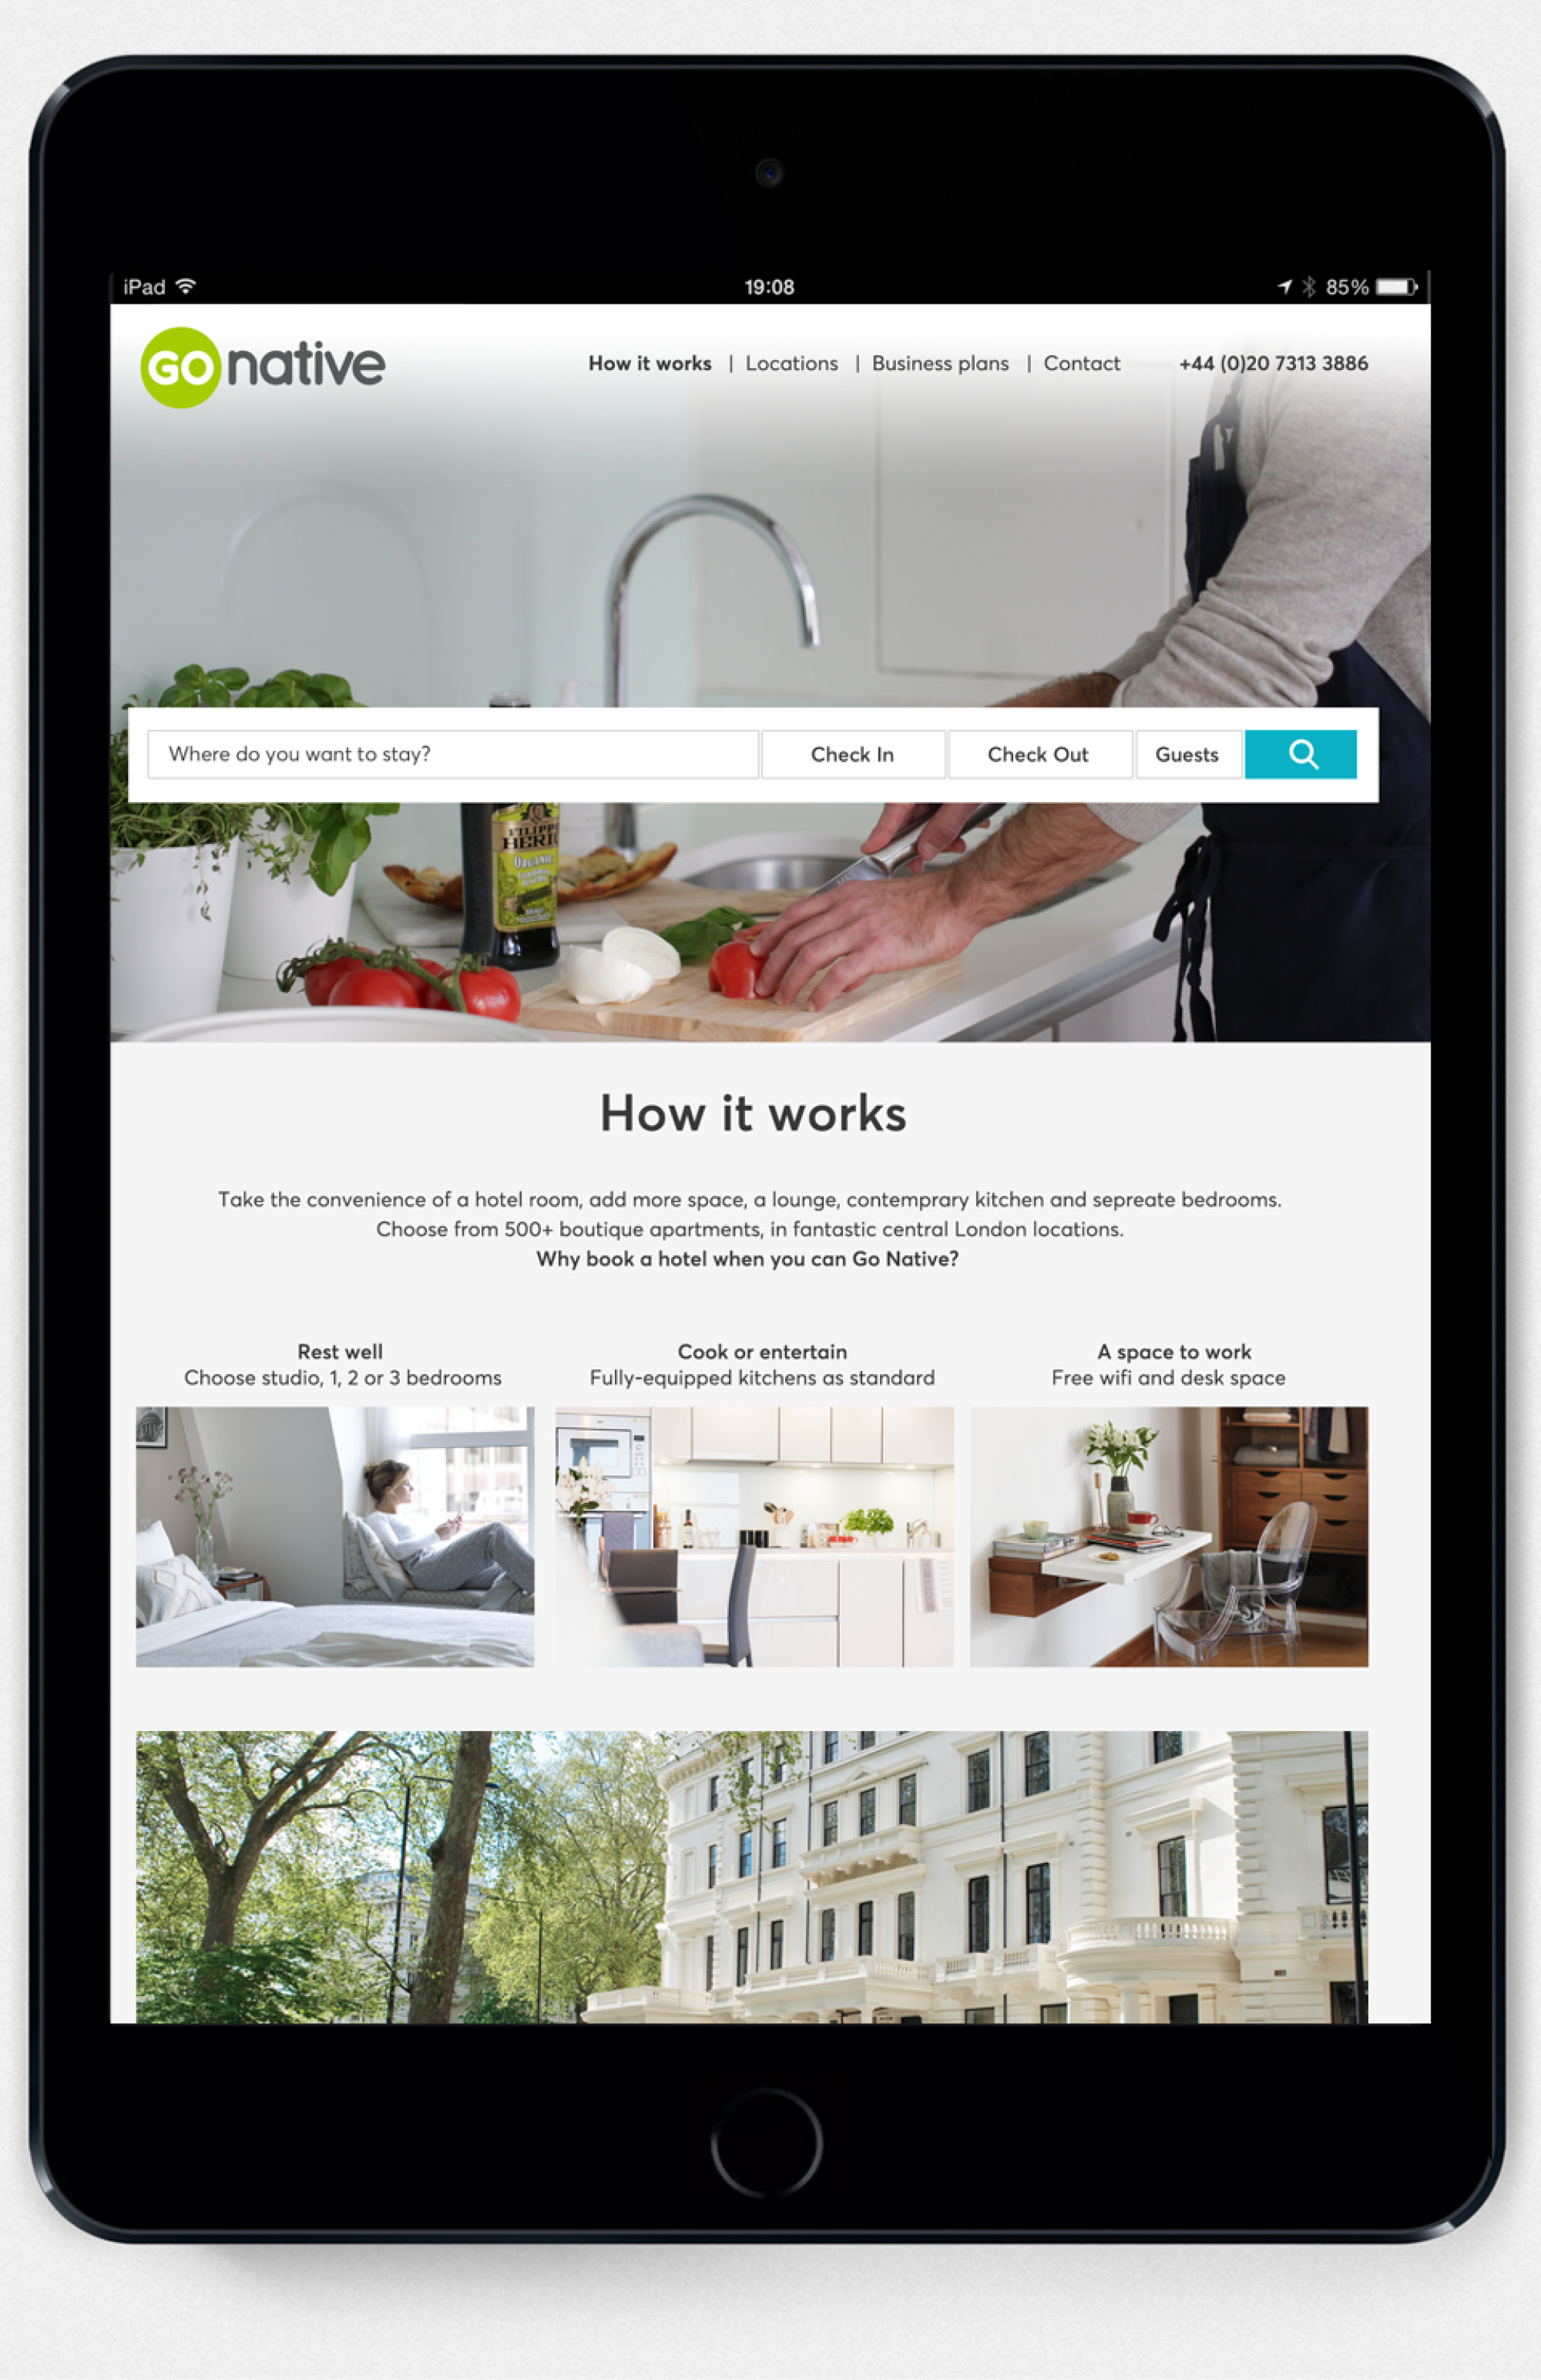 iPad 19:08 85%
GO native How it works | Locations | Business plans | Contact +44 (0)20 7313 3886
Where do you want to stay? Check In Check Out Guests
FILIPPO BERIO
ORGANIC
How it works
Take the convenience of a hotel room, add more space, a lounge, contemprary kitchen and sepreate bedrooms.
Choose from 500+ boutique apartments, in fantastic central London locations.
Why book a hotel when you can Go Native?
Rest well
Choose studio, 1, 2 or 3 bedrooms
Cook or entertain
Fully-equipped kitchens as standard
A space to work
Free wifi and desk space